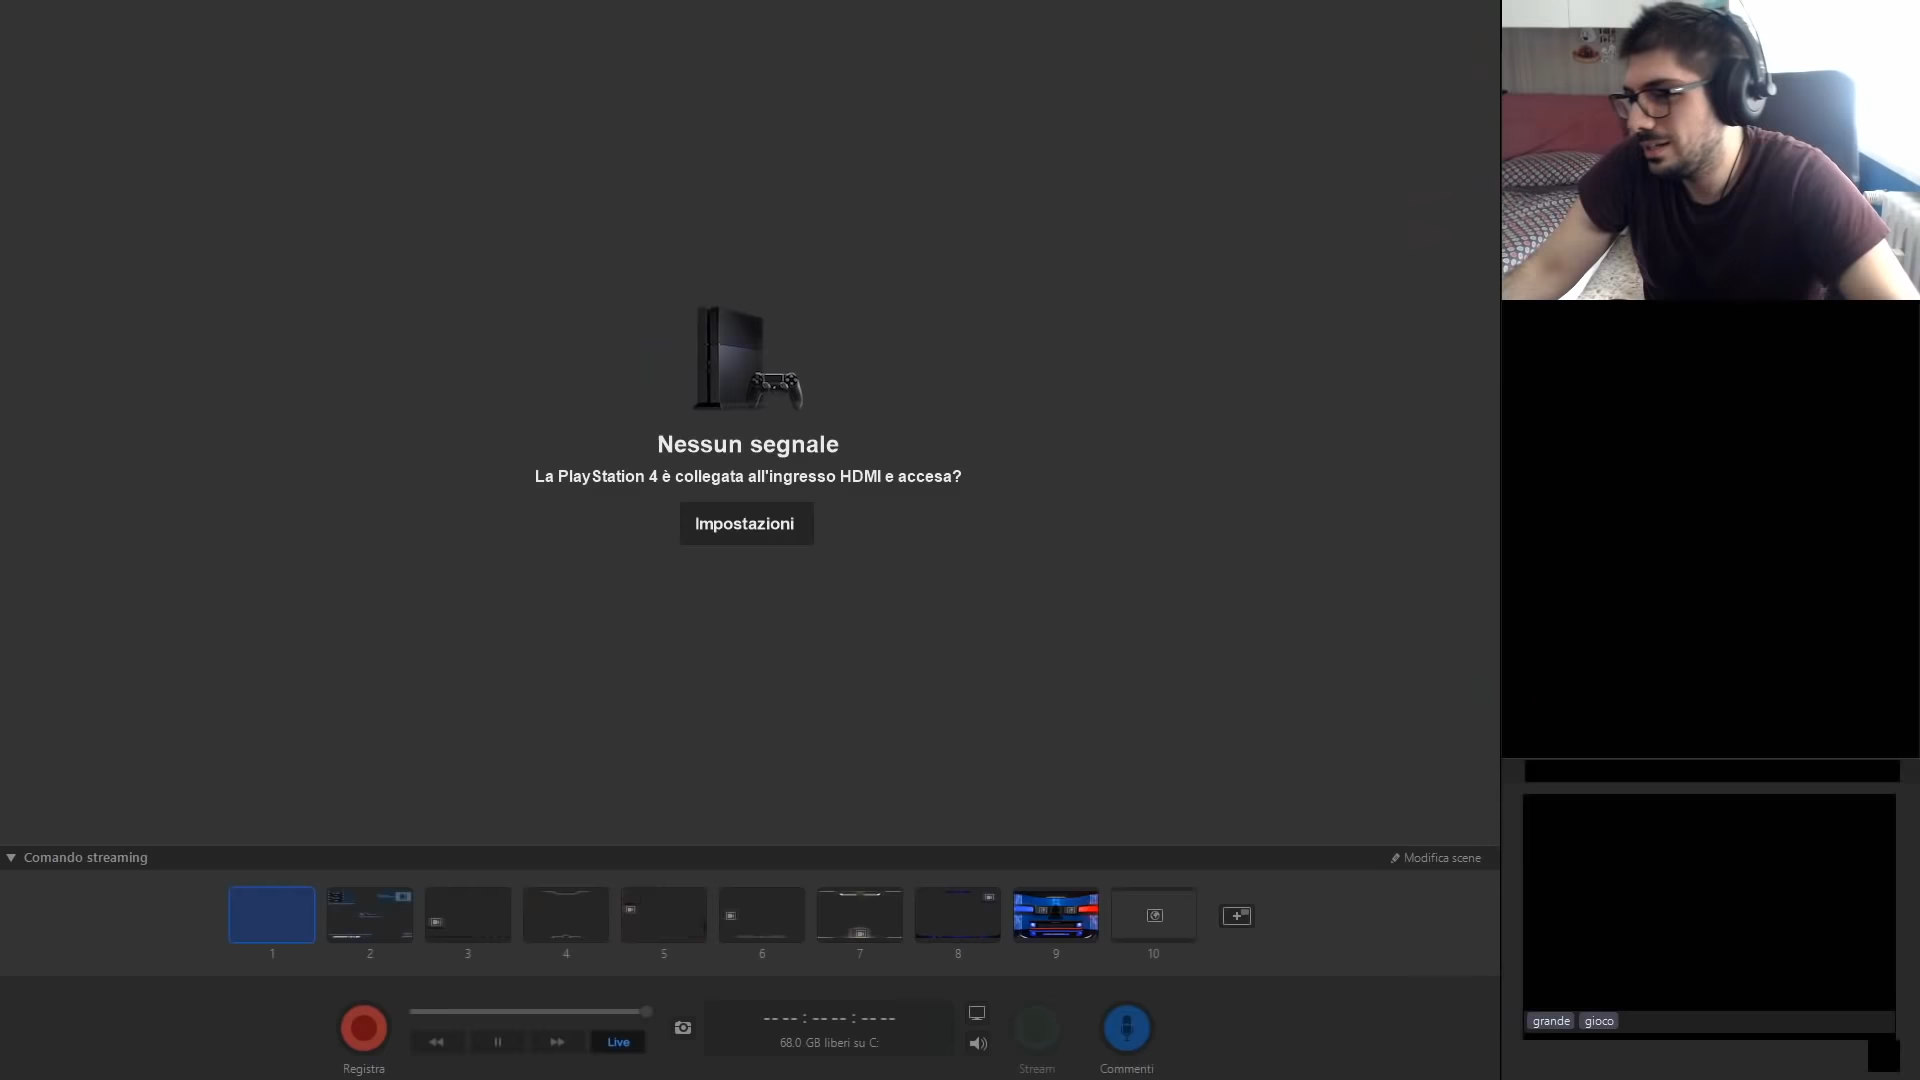 Nessun segnale
La PlayStation 4 è collegata all'ingresso HDMI e accesa?
Impostazioni
Comando streaming
Modifica scene
1 2 3 4 5 6 7 8 9 10
Live
-- -- : -- -- : -- --
68.0 GB liberi su C:
Registra
Stream
Commenti
grande gioco